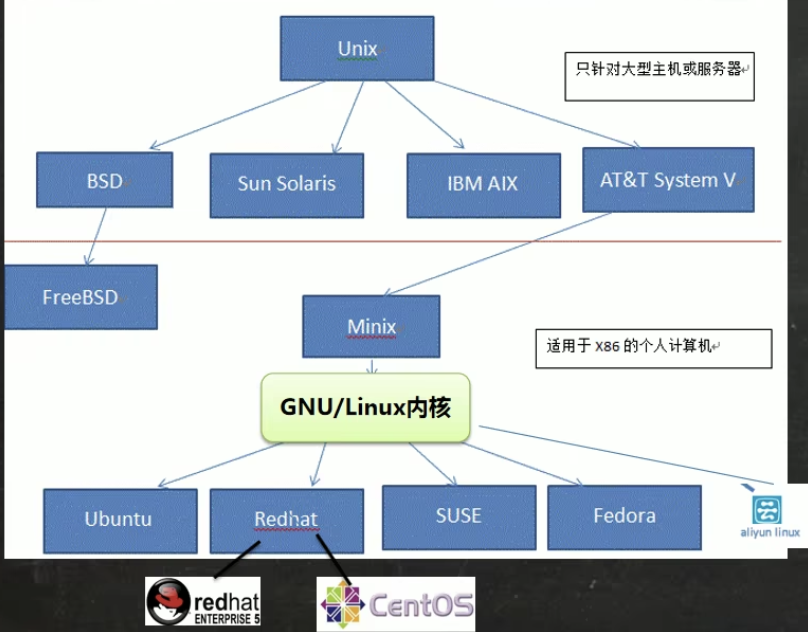 Unix
只针对大型主机或服务器
BSD
Sun Solaris
IBM AIX
AT&T System V
FreeBSD
Minix
适用于 X86 的个人计算机
GNU/Linux内核
Ubuntu
Redhat
SUSE
Fedora
aliyun linux
redhat
ENTERPRISE 5
CentOS